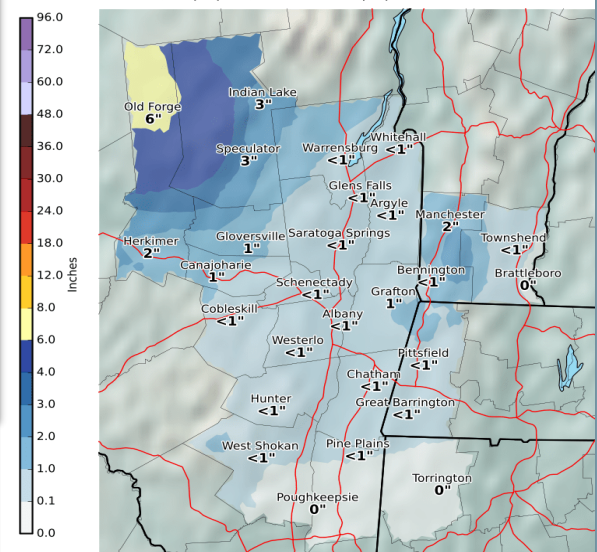 96.0
72.0
60.0
48.0
36.0
30.0
24.0
18.0
12.0
8.0
6.0
4.0
3.0
2.0
1.0
0.1
0.0
Inches
Old Forge
6"
Indian Lake
3"
Speculator
3"
Warrensburg
<1"
Whitehall
<1"
Glens Falls
<1"
Argyle
<1"
Manchester
2"
Herkimer
2"
Gloversville
1"
Saratoga Springs
<1"
Townshend
<1"
Canajoharie
1"
Schenectady
<1"
Bennington
<1"
Brattleboro
0"
Grafton
1"
Cobleskill
<1"
Albany
<1"
Westerlo
<1"
Pittsfield
<1"
Chatham
<1"
Hunter
<1"
Great Barrington
<1"
West Shokan
<1"
Pine Plains
<1"
Torrington
0"
Poughkeepsie
0"